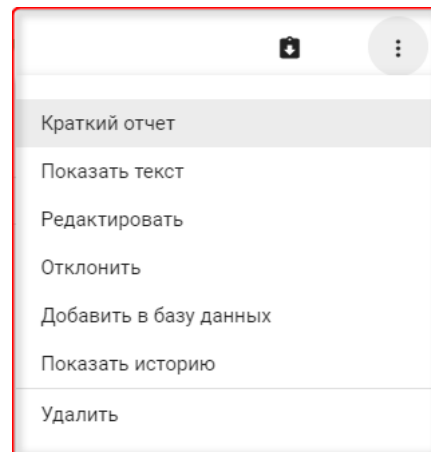 Краткий отчет
Показать текст
Редактировать
Отклонить
Добавить в базу данных
Показать историю
Удалить